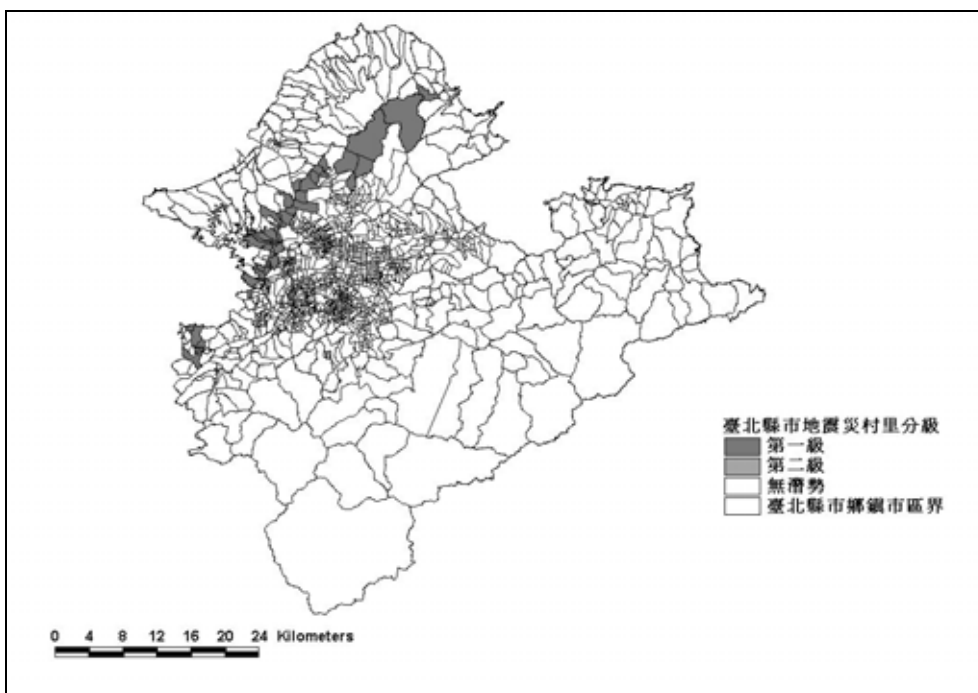 臺北縣市地震災村里分級
第一級
第二級
無潛勢
臺北縣市鄉鎮市區界
0 4 8 12 16 20 24 Kilometers